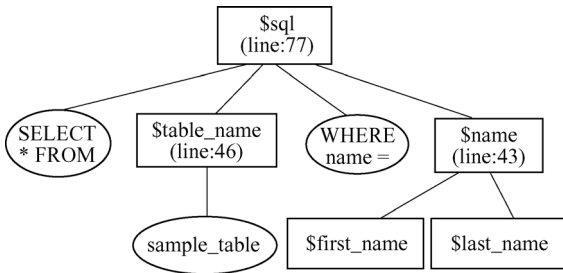 $sql
(line:77)
SELECT
* FROM
$table_name
(line:46)
WHERE
name =
$name
(line:43)
sample_table
$first_name
$last_name